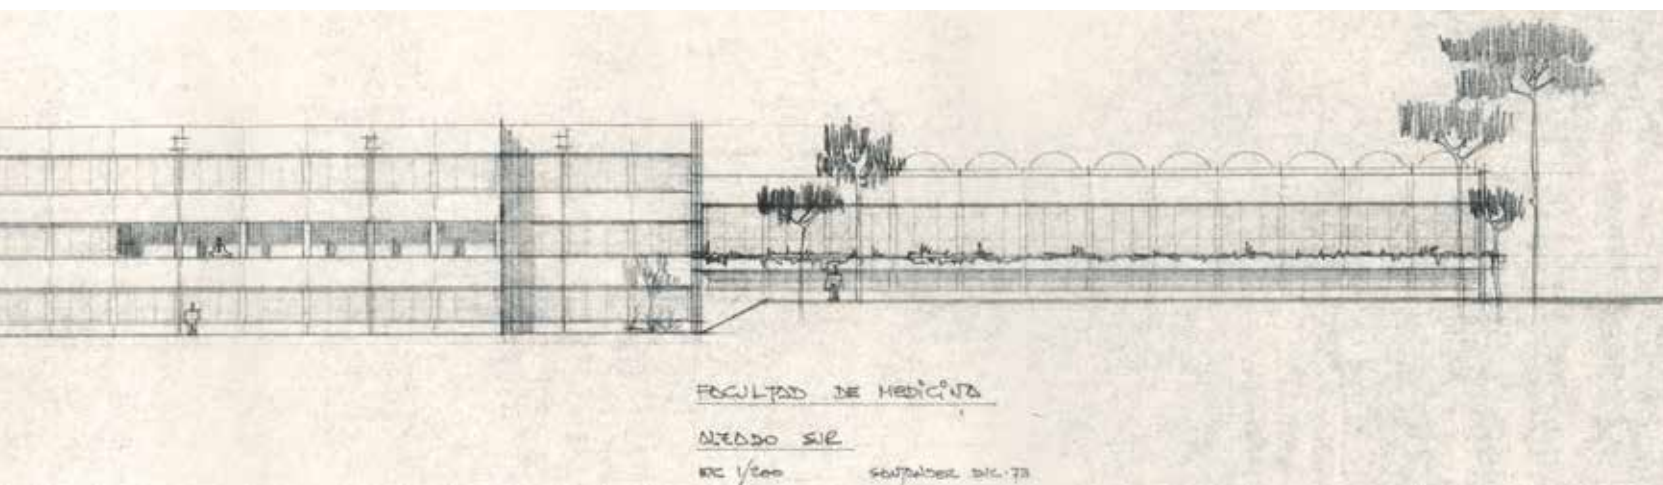 FACULTAD DE MEDICINA
ALZADO SUR
ESC 1/200 SANTANDER DIC-73